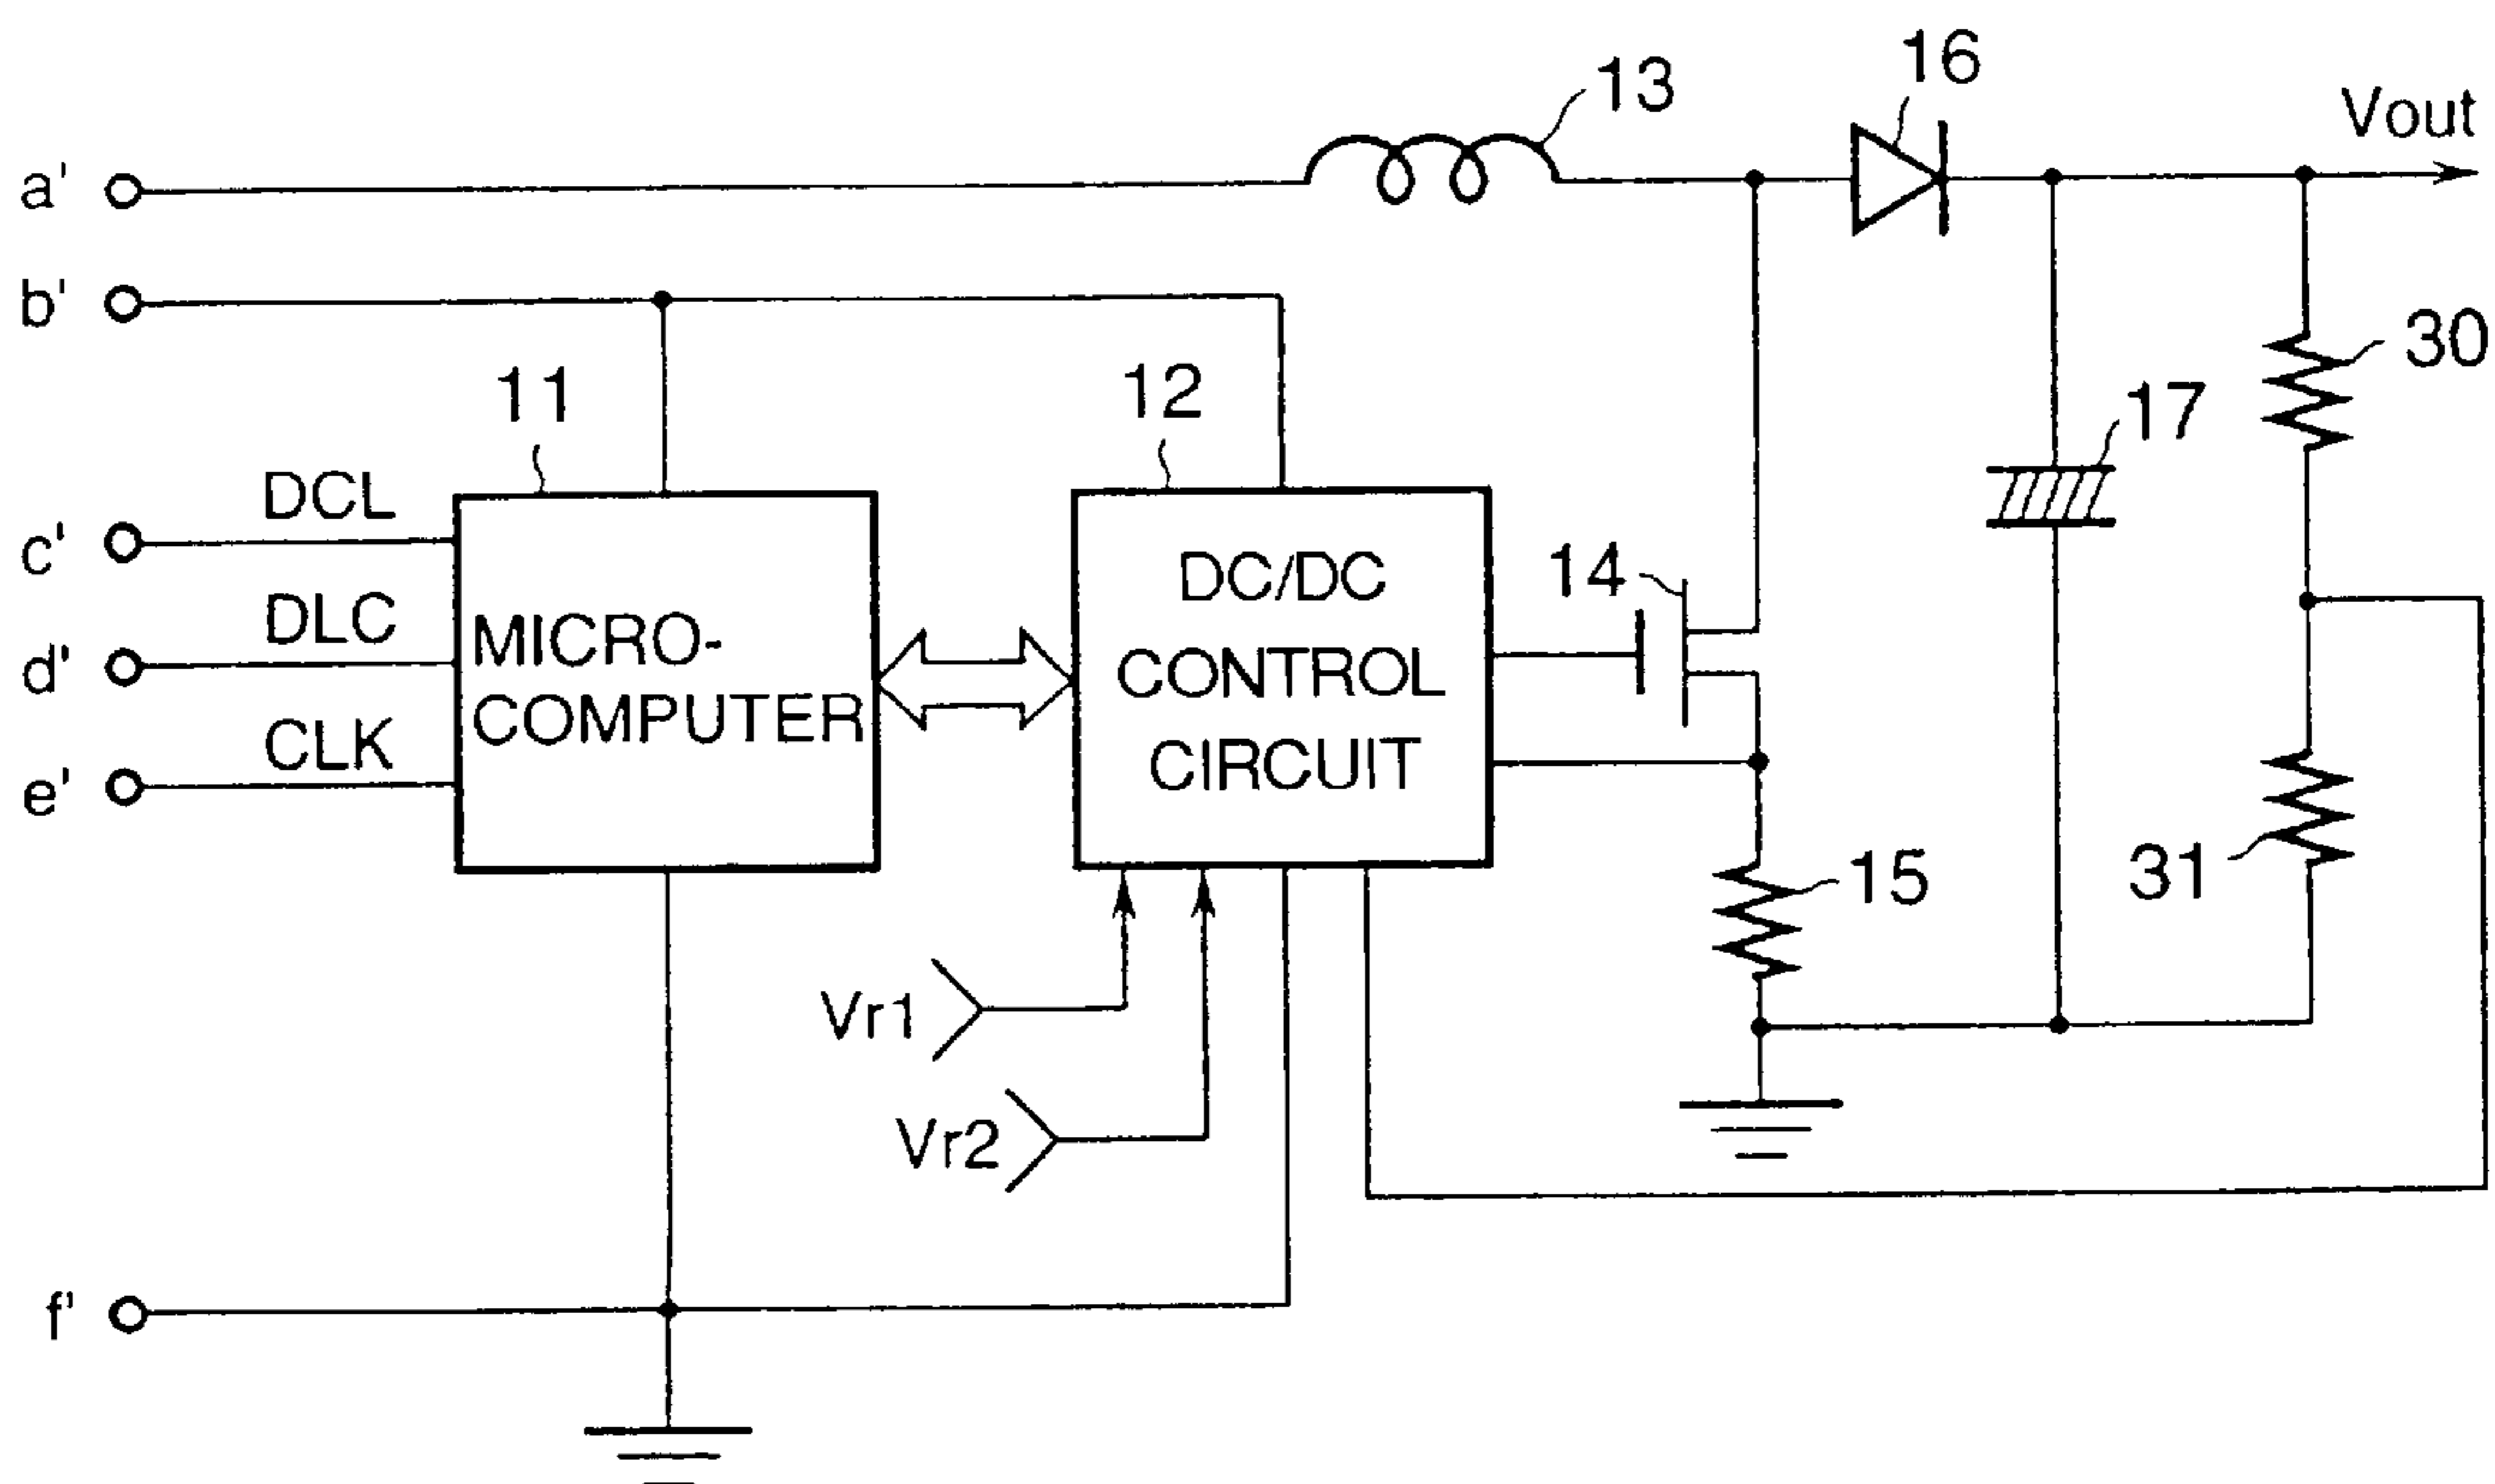 16
13
Vout
a'
b'
30
11
12
17
DCL
c'
DC/DC
14
DLC
MICRO-
d'
CONTROL
COMPUTER
CLK
CIRCUIT
e'
15
31
Vr1
Vr2
f'